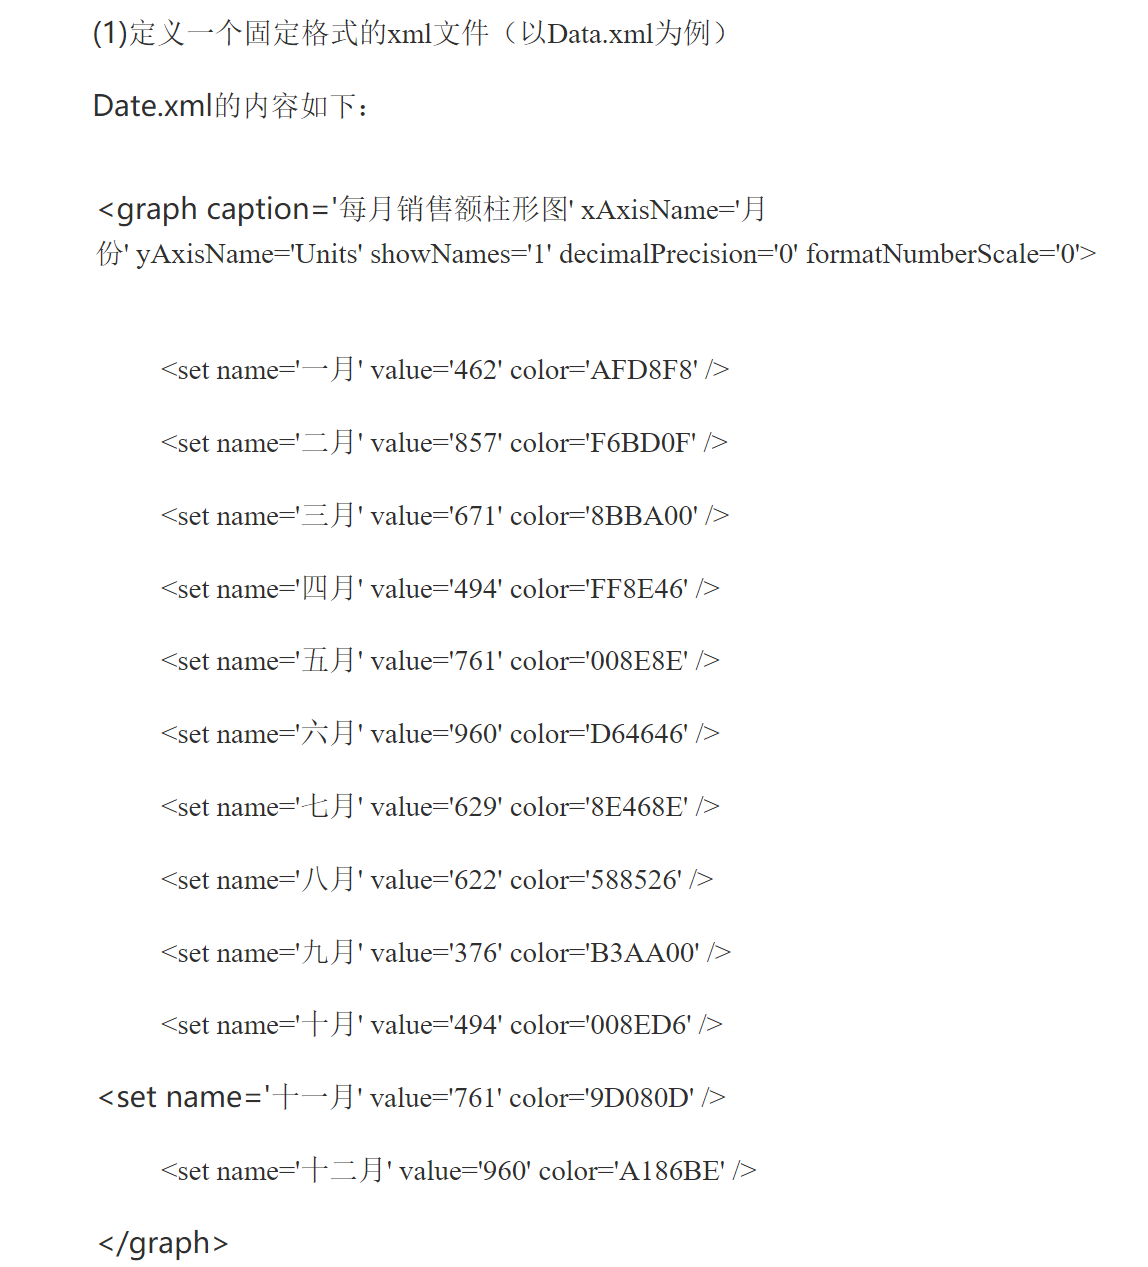 (1)定义一个固定格式的xml文件（以Data.xml为例）
Date.xml的内容如下：
<graph caption='每月销售额柱形图' xAxisName='月
份' yAxisName='Units' showNames='1' decimalPrecision='0' formatNumberScale='0'>
<set name='一月' value='462' color='AFD8F8' />
<set name='二月' value='857' color='F6BD0F' />
<set name='三月' value='671' color='8BBA00' />
<set name='四月' value='494' color='FF8E46' />
<set name='五月' value='761' color='008E8E' />
<set name='六月' value='960' color='D64646' />
<set name='七月' value='629' color='8E468E' />
<set name='八月' value='622' color='588526' />
<set name='九月' value='376' color='B3AA00' />
<set name='十月' value='494' color='008ED6' />
<set name='十一月' value='761' color='9D080D' />
<set name='十二月' value='960' color='A186BE' />
</graph>